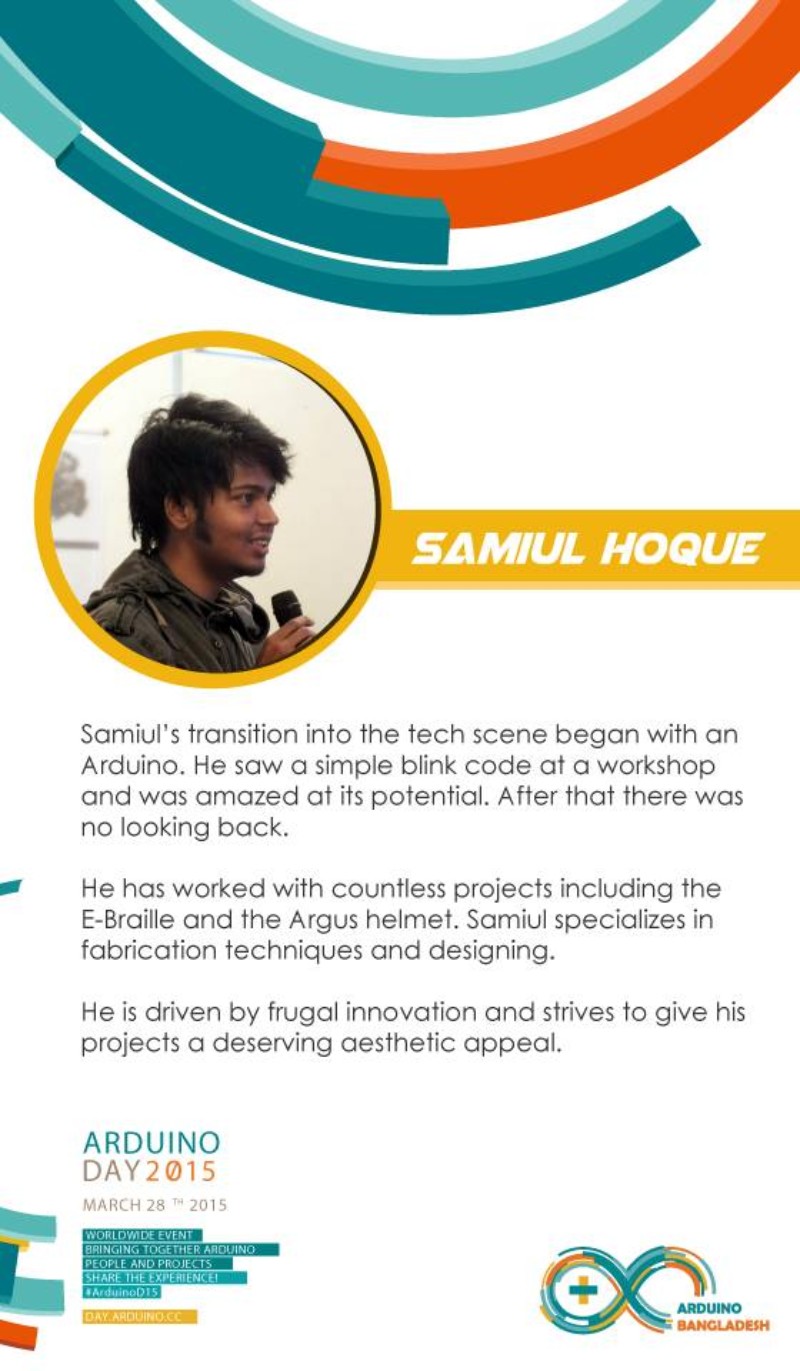 SAMIUL HOQUE
Samiul's transition into the tech scene began with an
Arduino. He saw a simple blink code at a workshop
and was amazed at its potential. After that there was
no looking back.
He has worked with countless projects including the
E-Braille and the Argus helmet. Samiul specializes in
fabrication techniques and designing.
He is driven by frugal innovation and strives to give his
projects a deserving aesthetic appeal.
ARDUINO
DAY 2015
MARCH 28 TH 2015
WORLDWIDE EVENT
BRINGING TOGETHER ARDUINO
PEOPLE AND PROJECTS
SHARE THE EXPERIENCE!
#ArduinoD15
DAY.ARDUINO.CC
ARDUINO
BANGLADESH